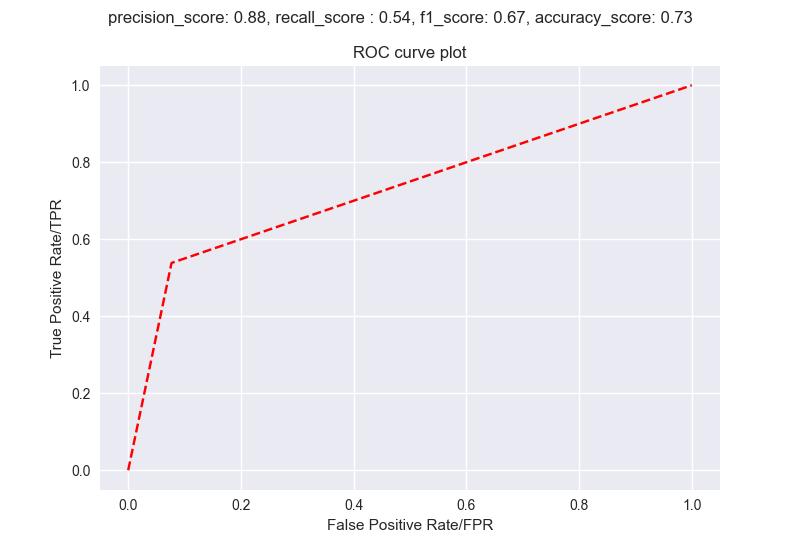 precision_score: 0.88, recall_score : 0.54, f1_score: 0.67, accuracy_score: 0.73
ROC curve plot
1.0
0.8
0.6
0.4
0.2
0.0
True Positive Rate/TPR
0.0 0.2 0.4 0.6 0.8 1.0
False Positive Rate/FPR